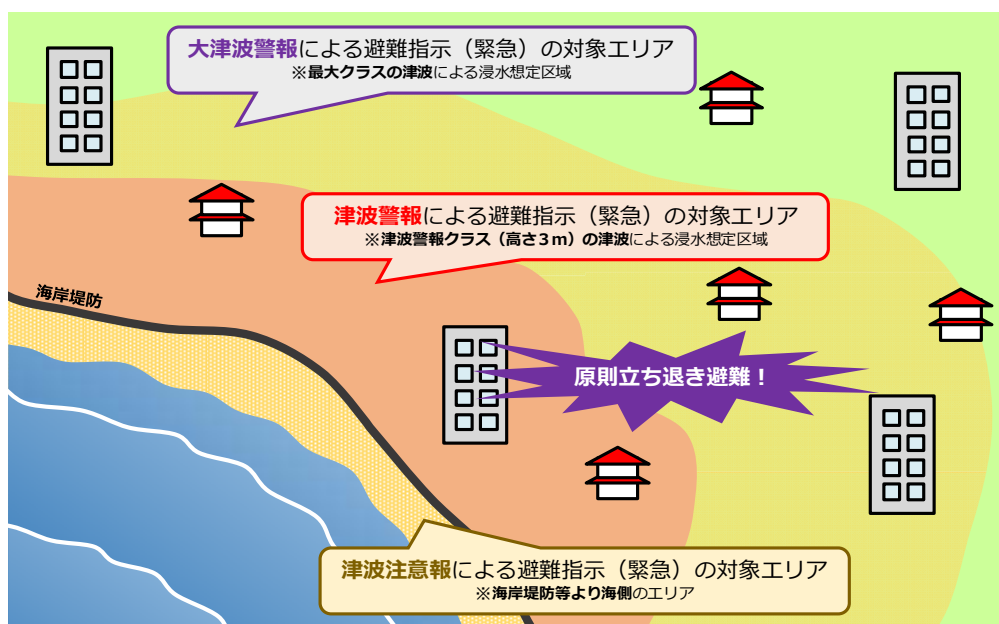 大津波警報による避難指示（緊急）の対象エリア
※最大クラスの津波による浸水想定区域
津波警報による避難指示（緊急）の対象エリア
※津波警報クラス（高さ３ｍ）の津波による浸水想定区域
海岸堤防
原則立ち退き避難！
津波注意報による避難指示（緊急）の対象エリア
※海岸堤防等より海側のエリア